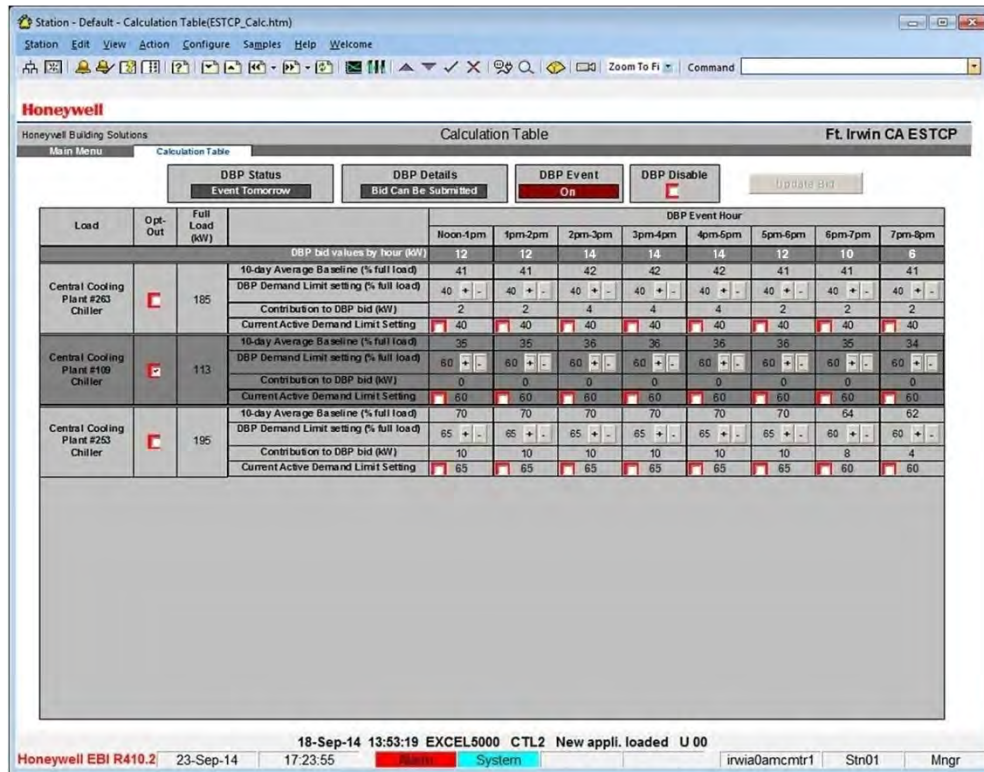 Station - Default - Calculation Table(ESTCP_Calc.htm)
Station Edit View Action Configure Samples Help Welcome
Zoom To Fi Command
Honeywell
Honeywell Building Solutions Calculation Table Ft. Irwin CA ESTCP
Main Menu Calculation Table
DBP Status DBP Details DBP Event DBP Disable
Event Tomorrow Bid Can Be Submitted On Update Bid
Load Opt-Out Full Load (kW) DBP Event Hour
Noon-1pm 1pm-2pm 2pm-3pm 3pm-4pm 4pm-5pm 5pm-6pm 6pm-7pm 7pm-8pm
DBP bid values by hour (kW) 12 12 14 14 14 12 10 6
Central Cooling Plant #263 Chiller 185
10-day Average Baseline (% full load) 41 41 42 42 42 41 41 41
DBP Demand Limit setting (% full load) 40 + - 40 + - 40 + - 40 + - 40 + - 40 + - 40 + - 40 + -
Contribution to DBP bid (kW) 2 2 4 4 4 2 2 2
Current Active Demand Limit Setting 40 40 40 40 40 40 40 40
Central Cooling Plant #109 Chiller 113
10-day Average Baseline (% full load) 35 35 36 36 36 36 35 34
DBP Demand Limit setting (% full load) 60 + - 60 + - 60 + - 60 + - 60 + - 60 + - 60 + - 60 + -
Contribution to DBP bid (kW) 0 0 0 0 0 0 0 0
Current Active Demand Limit Setting 60 60 60 60 60 60 60 60
Central Cooling Plant #253 Chiller 195
10-day Average Baseline (% full load) 70 70 70 70 70 70 64 62
DBP Demand Limit setting (% full load) 65 + - 65 + - 65 + - 65 + - 65 + - 65 + - 60 + - 60 + -
Contribution to DBP bid (kW) 10 10 10 10 10 10 8 4
Current Active Demand Limit Setting 65 65 65 65 65 65 60 60
18-Sep-14 13:53:19 EXCEL5000 CTL2 New appli. loaded U 00
Honeywell EBI R410.2 23-Sep-14 17:23:55 Alarm System irwia0amcmtr1 Stn01 Mngr